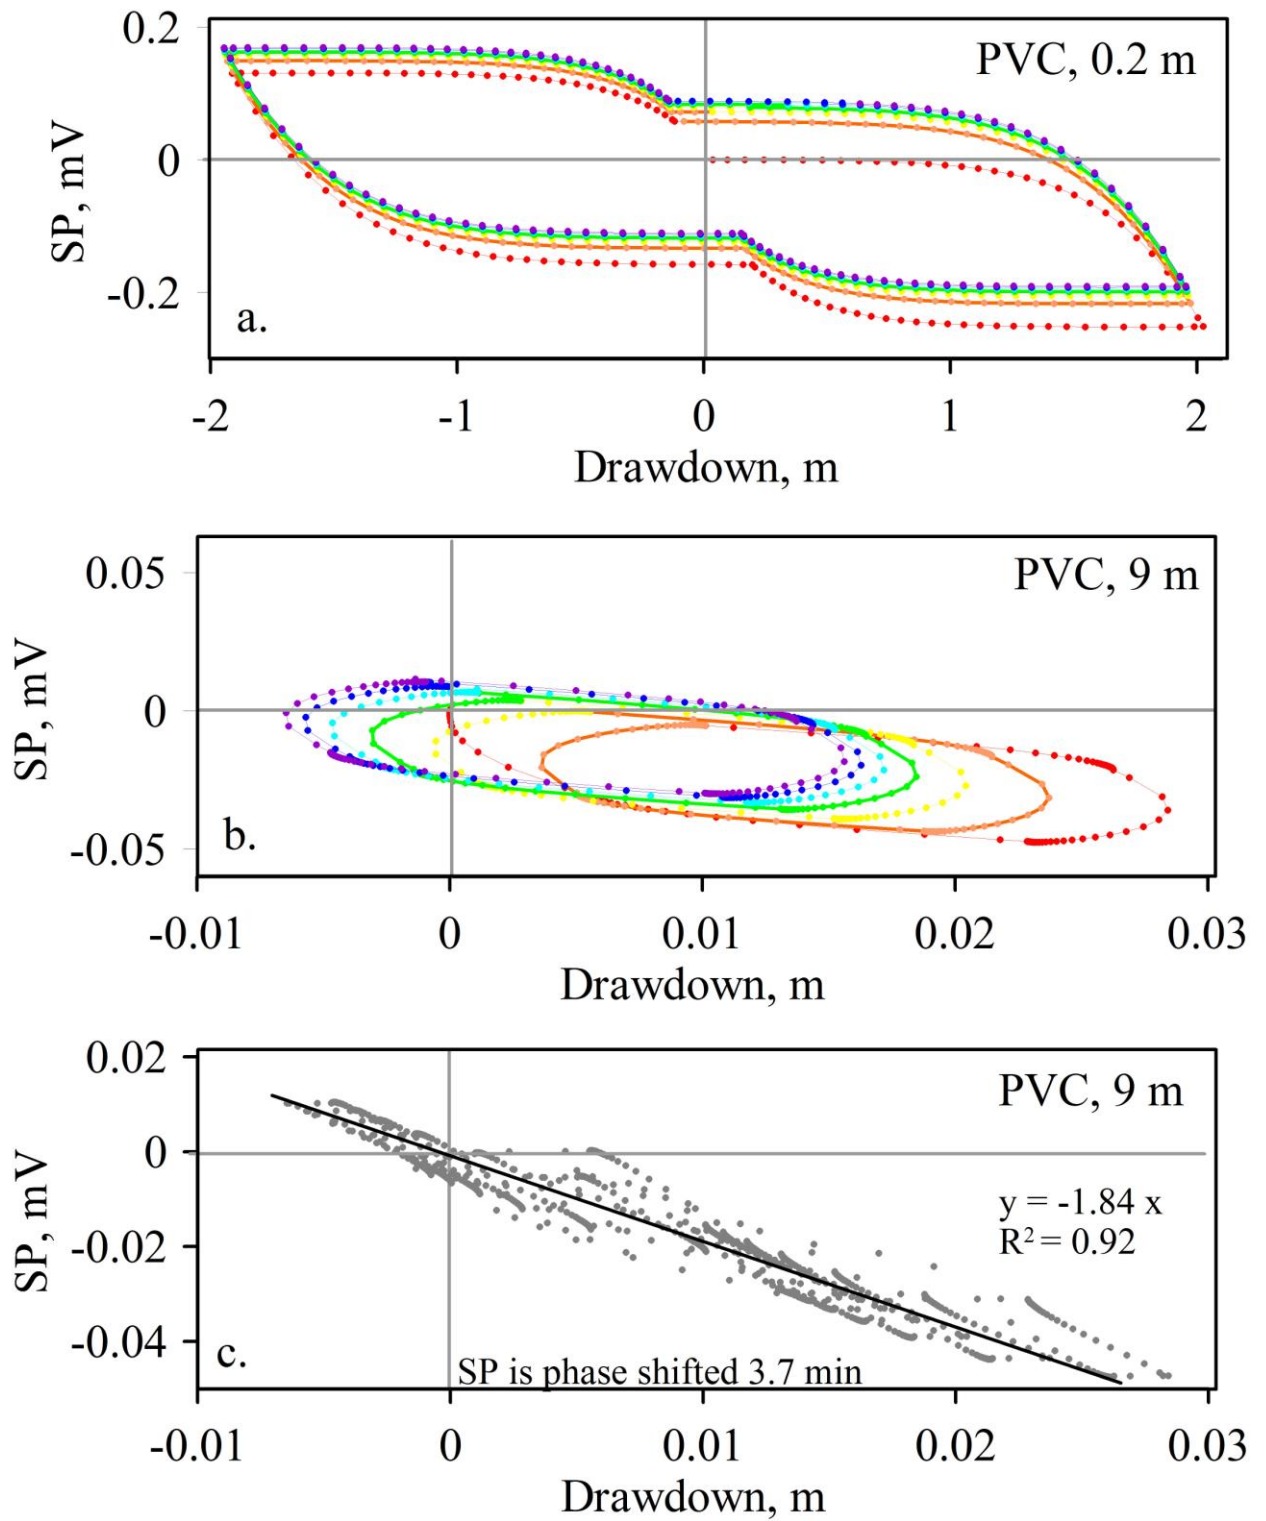 0.2
PVC, 0.2 m
SP, mV
0
-0.2
a.
-2
-1
0
1
2
Drawdown, m
0.05
PVC, 9 m
SP, mV
0
-0.05
b.
-0.01
0
0.01
0.02
0.03
Drawdown, m
0.02
PVC, 9 m
SP, mV
0
y = -1.84 x
R² = 0.92
-0.02
-0.04
c.
SP is phase shifted 3.7 min
-0.01
0
0.01
0.02
0.03
Drawdown, m